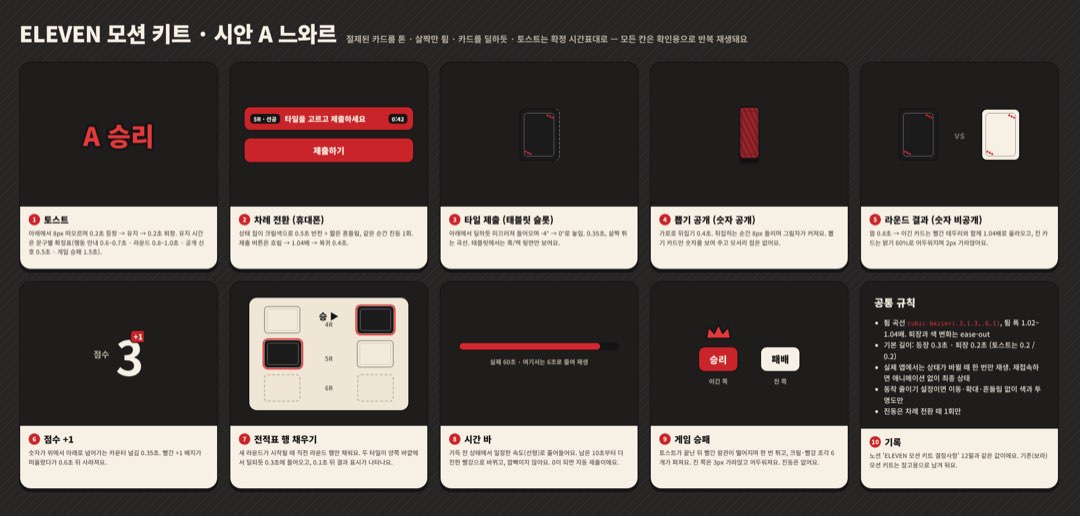 ELEVEN 모션 키트 · 시안 A 느와르
절제된 카드룸 톤 · 살짝만 튐 · 카드를 딜하듯 · 토스트는 확정 시간표대로 — 모든 칸은 확인용으로 반복 재생돼요
A 승리
1 토스트
아래에서 8px 떠오르며 0.2초 등장 → 유지 → 0.2초 퇴장. 유지 시간
은 문구별 확정표(행동 안내 0.6–0.7초 · 라운드 0.8–1.0초 · 공개 신
호 0.5초 · 게임 승패 1.5초).
5R · 선공 타일을 고르고 제출하세요 0:42
제출하기
2 차례 전환 (휴대폰)
상태 칩이 크림색으로 0.5초 반전 + 짧은 흔들림, 같은 순간 진동 1회.
제출 버튼은 흐림 → 1.04배 → 복귀 0.4초.
3 타일 제출 (태블릿 슬롯)
아래에서 딜하듯 미끄러져 들어오며 -4° → 0°로 놓임. 0.35초, 살짝 튀
는 곡선. 태블릿에서는 흑/백 뒷면만 보여요.
4 뽑기 공개 (숫자 공개)
가로로 뒤집기 0.4초. 뒤집히는 순간 8px 들리며 그림자가 커져요. 뽑
기 카드만 숫자를 보여 주고 모서리 점은 없어요.
VS
5 라운드 결과 (숫자 비공개)
뜸 0.8초 → 이긴 카드는 빨간 테두리와 함께 1.04배로 올라오고, 진 카
드는 밝기 60%로 어두워지며 2px 가라앉아요.
점수 3 +1
6 점수 +1
숫자가 위에서 아래로 넘어가는 카운터 넘김 0.35초. 빨간 +1 배지가
떠올랐다가 0.6초 뒤 사라져요.
승 ▶
4R
5R
6R
7 전적표 행 채우기
새 라운드가 시작될 때 직전 라운드 행만 채워요. 두 타일이 양쪽 바깥에
서 딜되듯 0.3초에 들어오고, 0.1초 뒤 결과 표시가 나타나요.
실제 60초 · 여기서는 6초로 줄여 재생
8 시간 바
가득 찬 상태에서 일정한 속도(선형)로 줄어들어요. 남은 10초부터 더
진한 빨강으로 바뀌고, 깜빡이지 않아요. 0이 되면 자동 제출이에요.
승리
이긴 쪽
패배
진 쪽
9 게임 승패
토스트가 끝난 뒤 빨간 왕관이 떨어지며 한 번 튀고, 크림·빨강 조각 6
개가 퍼져요. 진 쪽은 3px 가라앉고 어두워져요. 진동은 없어요.
공통 규칙
• 튐 곡선 cubic-bezier(.3,1.3,.6,1), 튐 폭 1.02–
1.04배. 퇴장과 색 변화는 ease-out
• 기본 길이: 등장 0.3초 · 퇴장 0.2초 (토스트는 0.2 /
0.2)
• 실제 앱에서는 상태가 바뀔 때 한 번만 재생. 재접속하
면 애니메이션 없이 최종 상태
• 동작 줄이기 설정이면 이동·확대·흔들림 없이 색과 투
명도만
• 진동은 차례 전환 때 1회만
10 기록
노션 'ELEVEN 모션 키트 결정사항' 12절과 같은 값이에요. 기존(보라)
모션 키트는 참고용으로 남겨 둬요.